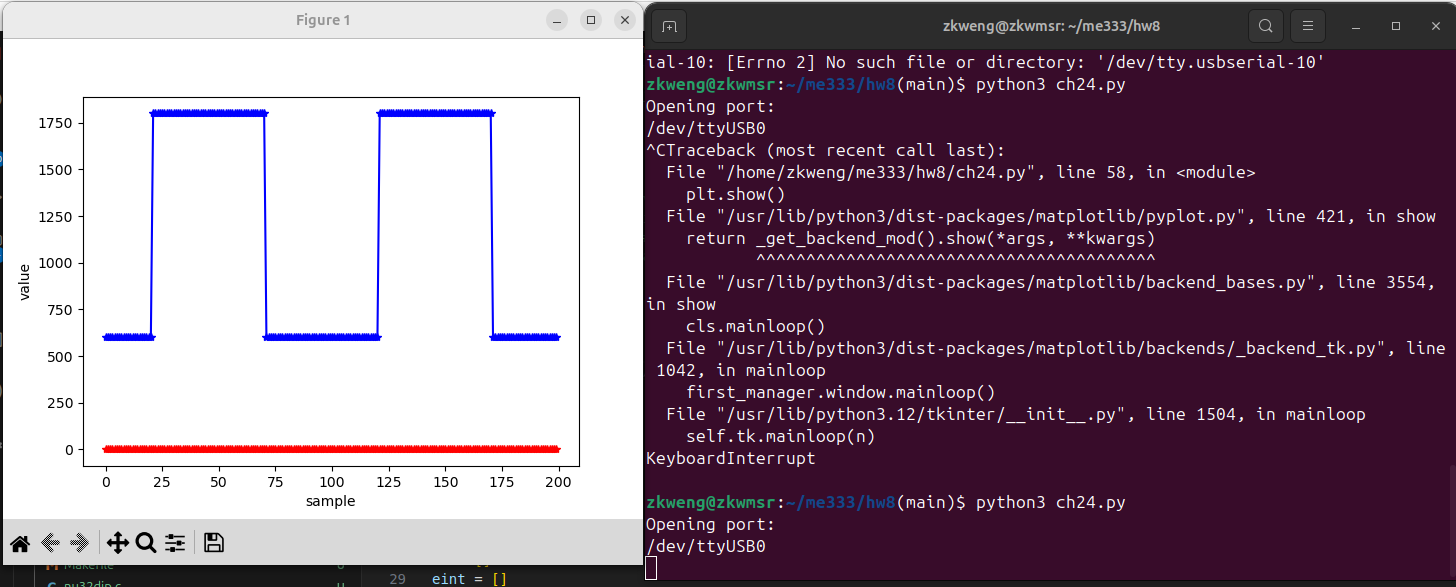 Figure 1
1750
1500
1250
1000
750
500
250
0
value
0 25 50 75 100 125 150 175 200
sample
29 eint = []
zkweng@zkwmsr: ~/me333/hw8
ial-10: [Errno 2] No such file or directory: '/dev/tty.usbserial-10'
zkweng@zkwmsr:~/me333/hw8(main)$ python3 ch24.py
Opening port:
/dev/ttyUSB0
^CTraceback (most recent call last):
  File "/home/zkweng/me333/hw8/ch24.py", line 58, in <module>
    plt.show()
  File "/usr/lib/python3/dist-packages/matplotlib/pyplot.py", line 421, in show
    return _get_backend_mod().show(*args, **kwargs)
           ^^^^^^^^^^^^^^^^^^^^^^^^^^^^^^^^^^^^^^^^
  File "/usr/lib/python3/dist-packages/matplotlib/backend_bases.py", line 3554,
in show
    cls.mainloop()
  File "/usr/lib/python3/dist-packages/matplotlib/backends/_backend_tk.py", line
 1042, in mainloop
    first_manager.window.mainloop()
  File "/usr/lib/python3.12/tkinter/__init__.py", line 1504, in mainloop
    self.tk.mainloop(n)
KeyboardInterrupt
zkweng@zkwmsr:~/me333/hw8(main)$ python3 ch24.py
Opening port:
/dev/ttyUSB0